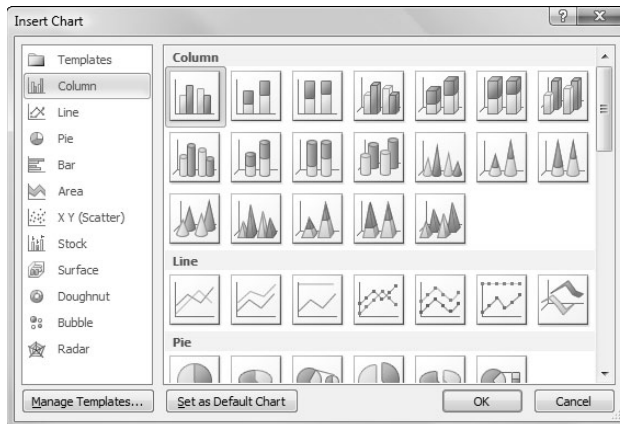 Insert Chart
Templates
Column
Line
Pie
Bar
Area
X Y (Scatter)
Stock
Surface
Doughnut
Bubble
Radar
Column
Line
Pie
Manage Templates...
Set as Default Chart
OK
Cancel